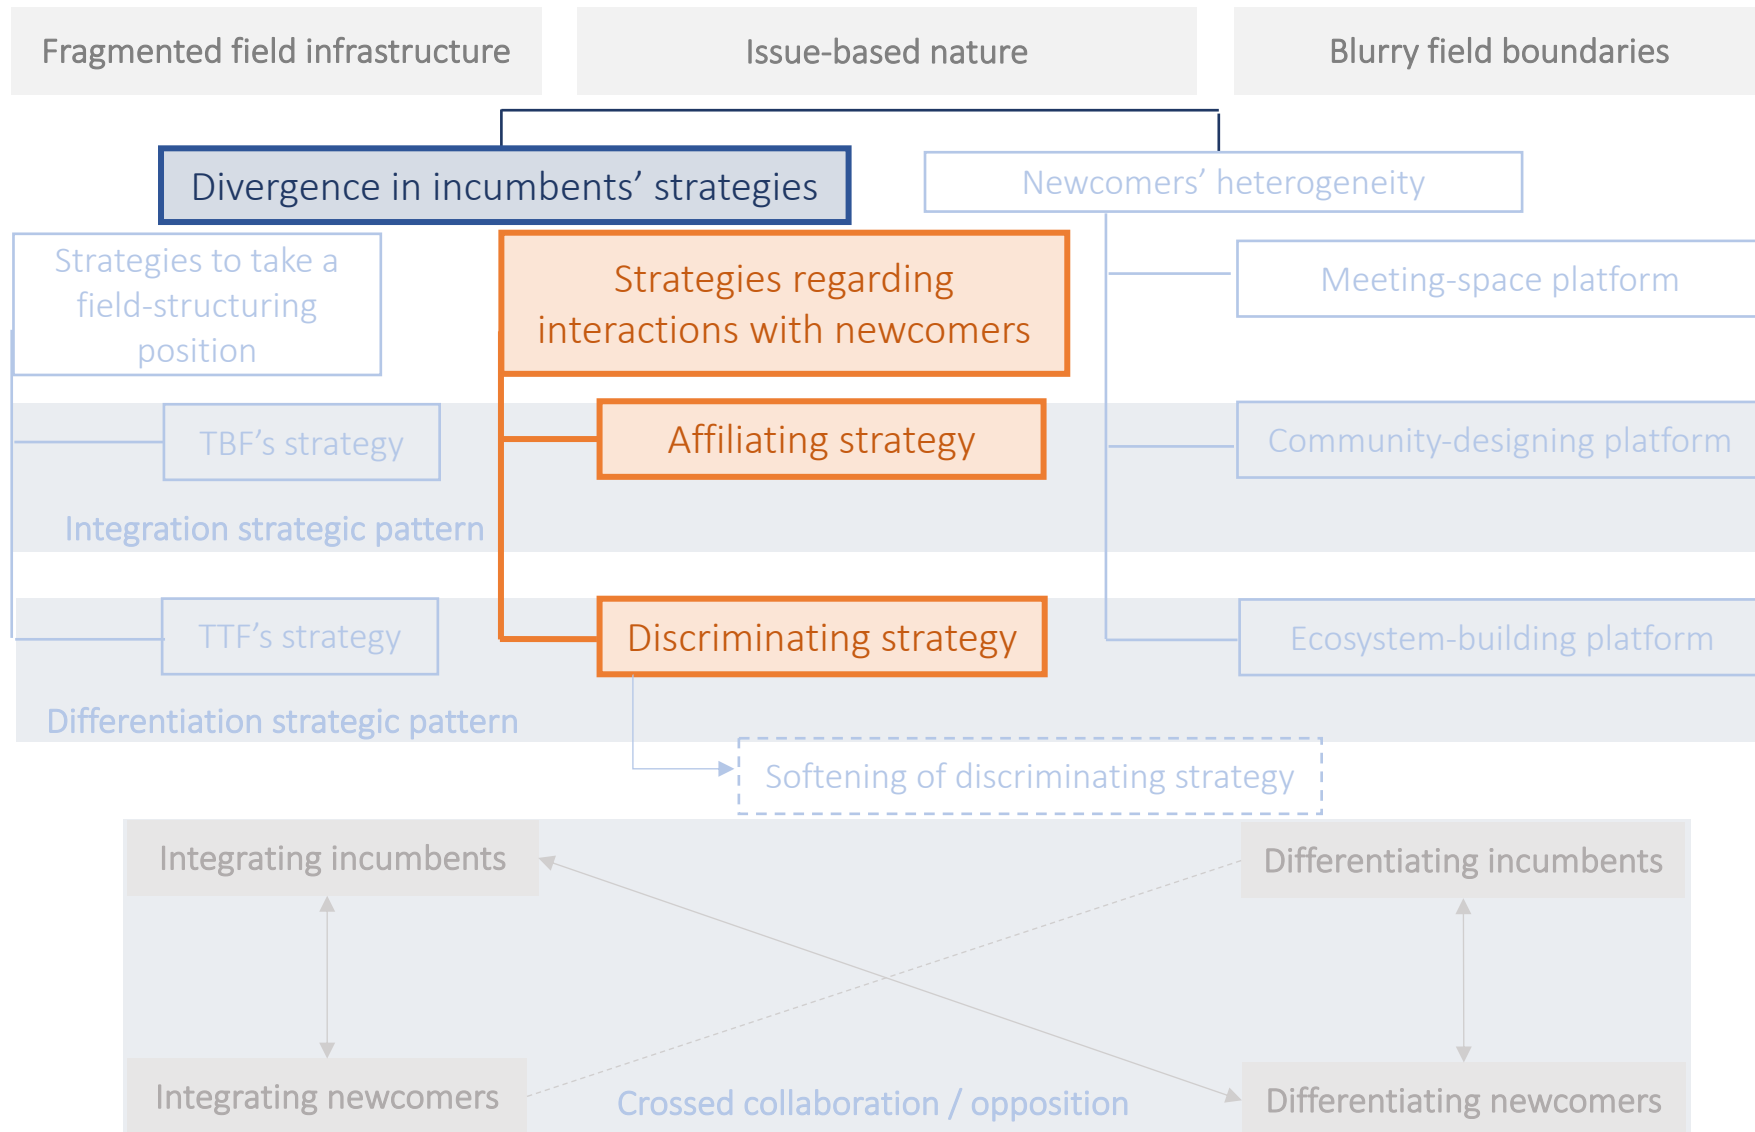 Fragmented field infrastructure
Issue-based nature
Blurry field boundaries
Divergence in incumbents’ strategies
Newcomers’ heterogeneity
Strategies to take a
field-structuring
position
Strategies regarding
interactions with newcomers
Meeting-space platform
TBF’s strategy
Affiliating strategy
Community-designing platform
Integration strategic pattern
TTF’s strategy
Discriminating strategy
Ecosystem-building platform
Differentiation strategic pattern
Softening of discriminating strategy
Integrating incumbents
Differentiating incumbents
Integrating newcomers
Crossed collaboration / opposition
Differentiating newcomers